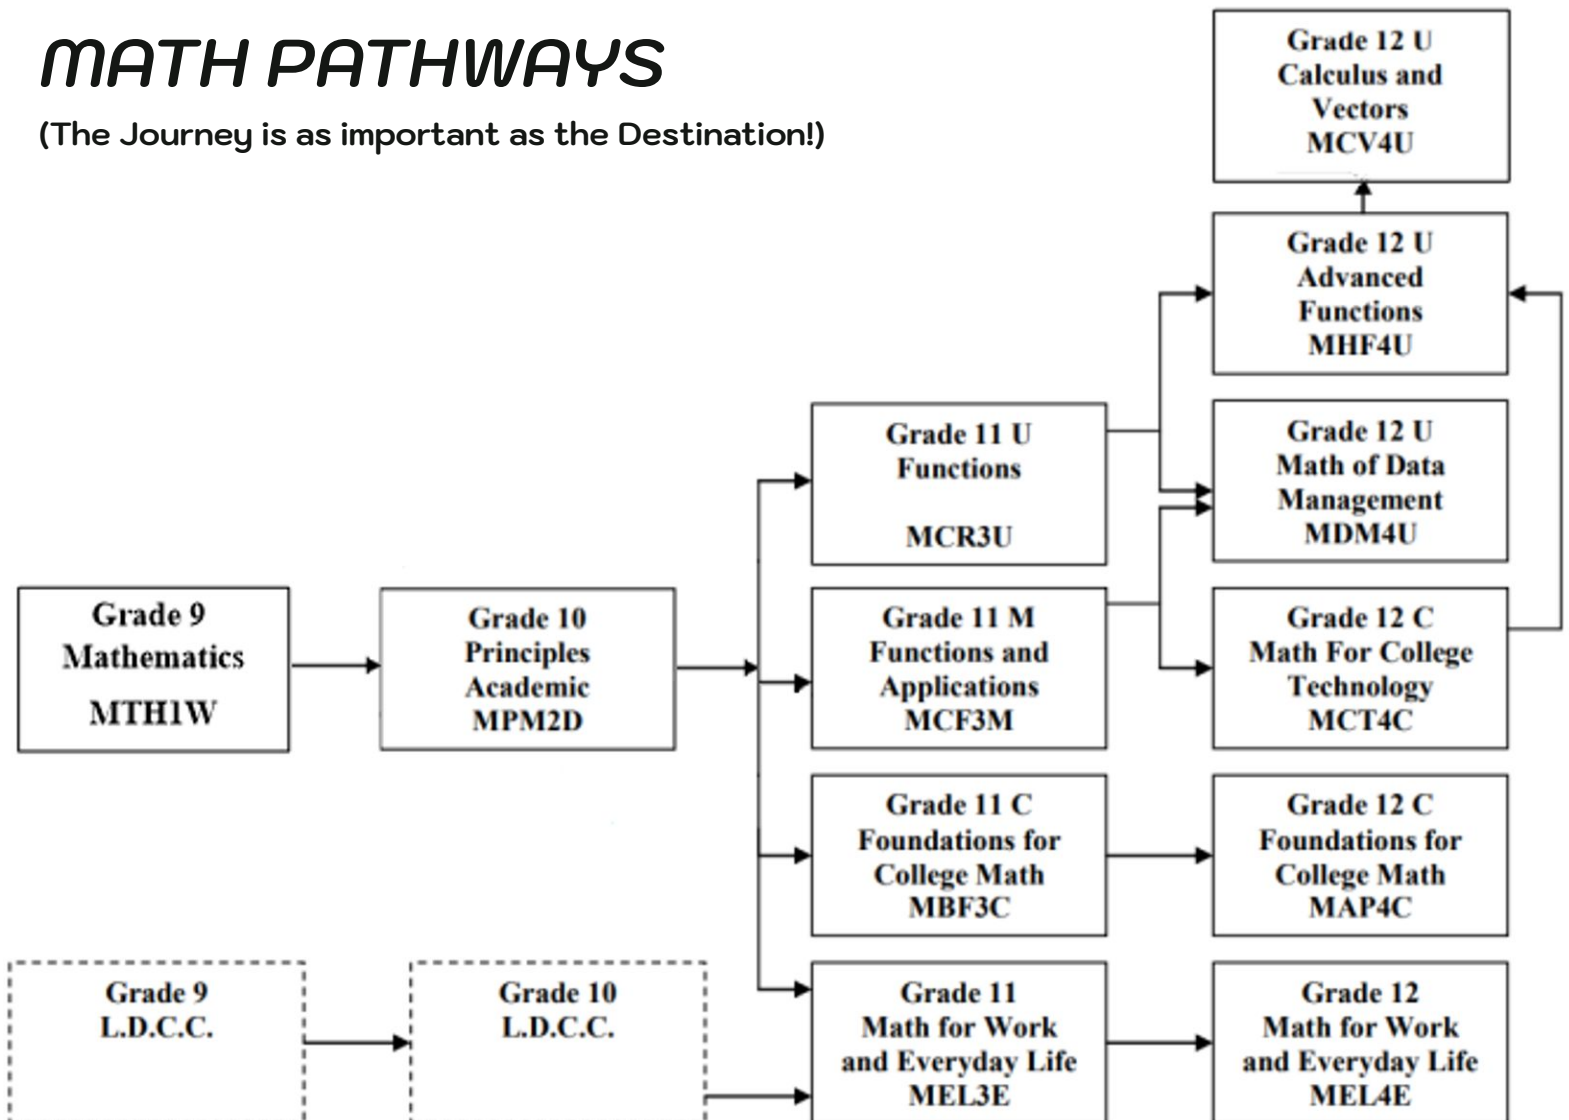 MATH PATHWAYS
(The Journey is as important as the Destination!)
Grade 12 U
Calculus and
Vectors
MCV4U
Grade 12 U
Advanced
Functions
MHF4U
Grade 11 U
Functions
MCR3U
Grade 12 U
Math of Data
Management
MDM4U
Grade 9
Mathematics
MTH1W
Grade 10
Principles
Academic
MPM2D
Grade 11 M
Functions and
Applications
MCF3M
Grade 12 C
Math For College
Technology
MCT4C
Grade 11 C
Foundations for
College Math
MBF3C
Grade 12 C
Foundations for
College Math
MAP4C
Grade 9
L.D.C.C.
Grade 10
L.D.C.C.
Grade 11
Math for Work
and Everyday Life
MEL3E
Grade 12
Math for Work
and Everyday Life
MEL4E